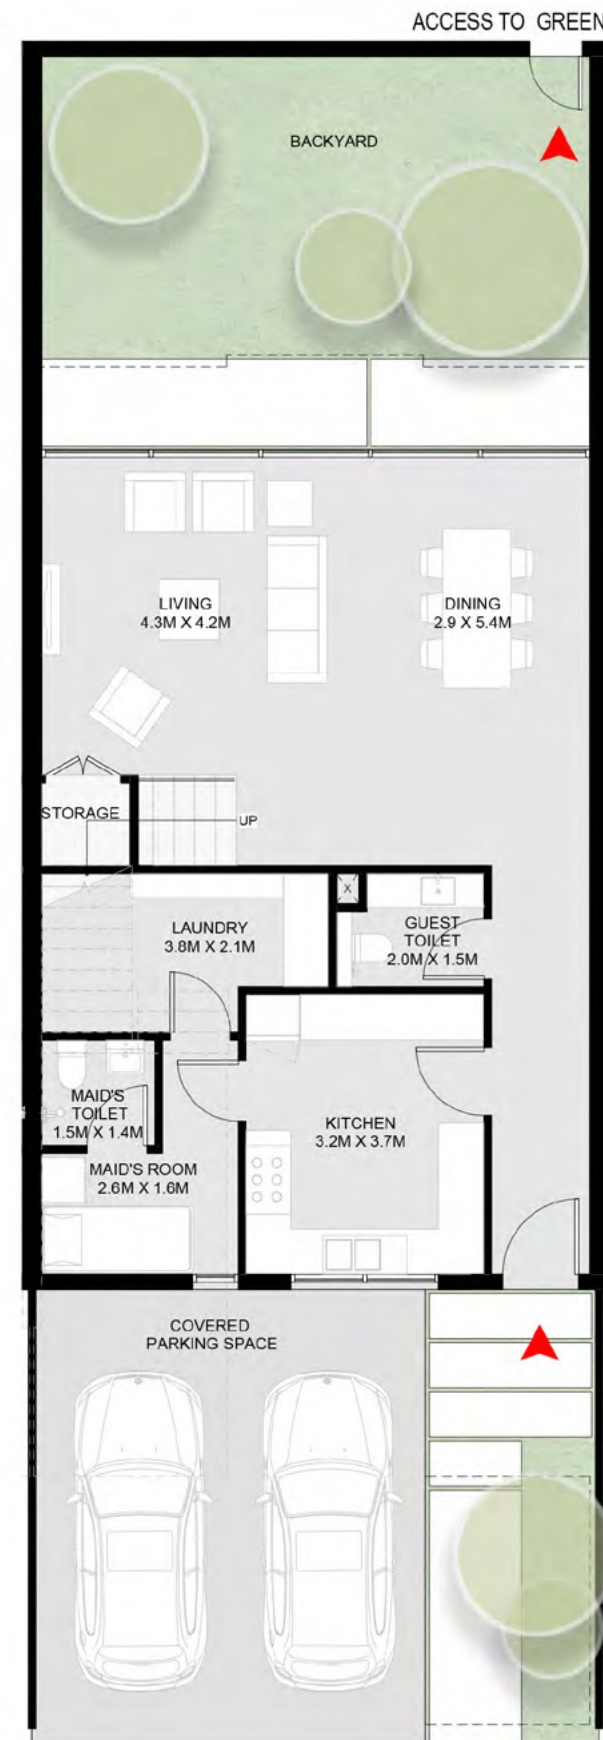 ACCESS TO GREEN
BACKYARD
LIVING
4.3M X 4.2M
DINING
2.9 X 5.4M
STORAGE
UP
LAUNDRY
3.8M X 2.1M
X
GUEST
TOILET
2.0M X 1.5M
MAID'S
TOILET
1.5M X 1.4M
KITCHEN
3.2M X 3.7M
MAID'S ROOM
2.6M X 1.6M
COVERED
PARKING SPACE